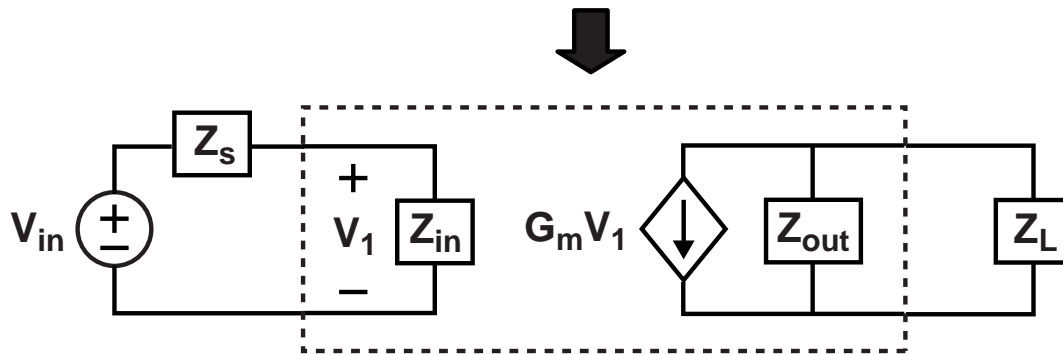 Z_s
+
V_in
V_1
Z_in
G_mV_1
Z_out
Z_L
+
−
−